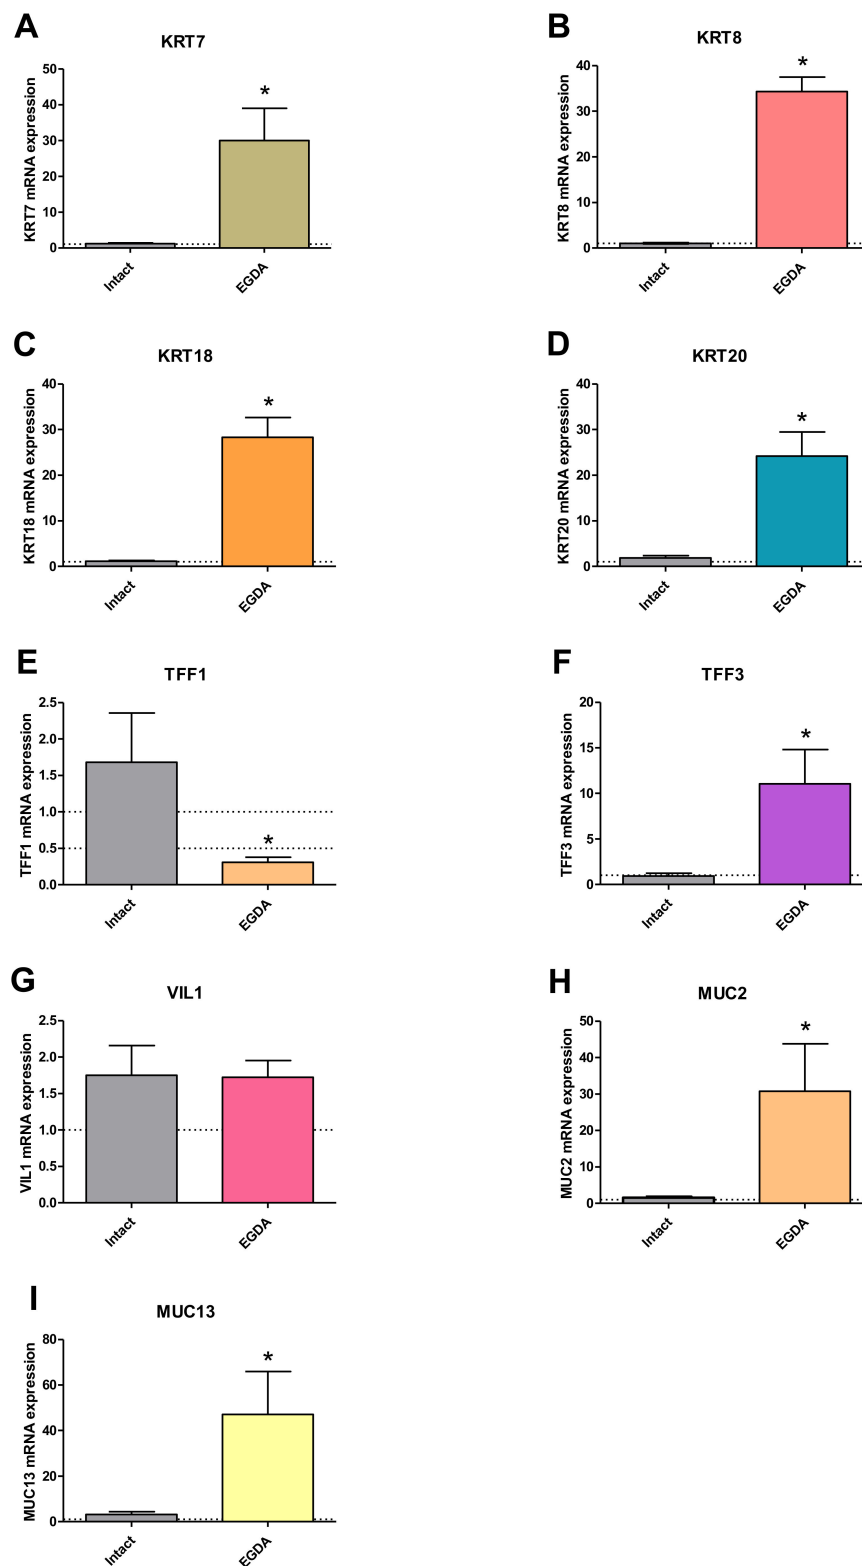 A
KRT7
KRT7 mRNA expression
50
40
30
20
10
0
*
Intact
EGDA
B
KRT8
KRT8 mRNA expression
40
30
20
10
0
*
Intact
EGDA
C
KRT18
KRT18 mRNA expression
40
30
20
10
0
*
Intact
EGDA
D
KRT20
KRT20 mRNA expression
40
30
20
10
0
*
Intact
EGDA
E
TFF1
TFF1 mRNA expression
2.5
2.0
1.5
1.0
0.5
0.0
*
Intact
EGDA
F
TFF3
TFF3 mRNA expression
20
15
10
5
0
*
Intact
EGDA
G
VIL1
VIL1 mRNA expression
2.5
2.0
1.5
1.0
0.5
0.0
Intact
EGDA
H
MUC2
MUC2 mRNA expression
50
40
30
20
10
0
*
Intact
EGDA
I
MUC13
MUC13 mRNA expression
80
60
40
20
0
*
Intact
EGDA